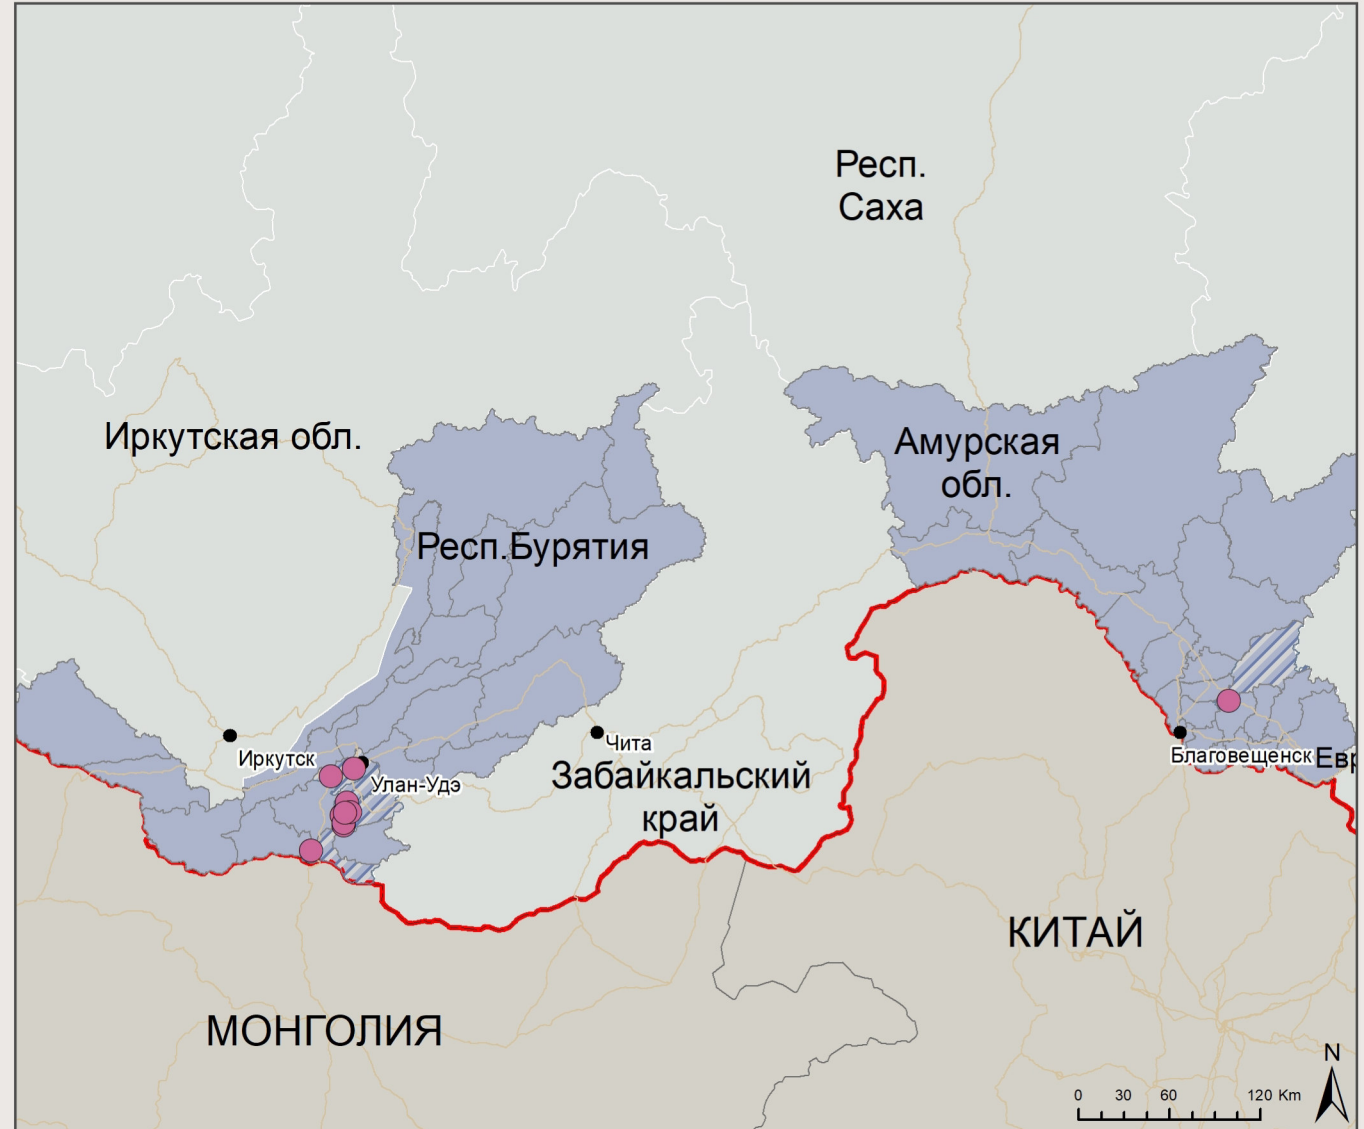 Респ.
Саха
Иркутская обл.
Амурская
обл.
Респ.Бурятия
Иркутск
Чита
Улан-Удэ
Благовещенск
Евр
Забайкальский
край
КИТАЙ
МОНГОЛИЯ
N
0 30 60 120 Km